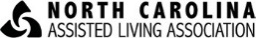 NORTH CAROLINA
ASSISTED LIVING ASSOCIATION